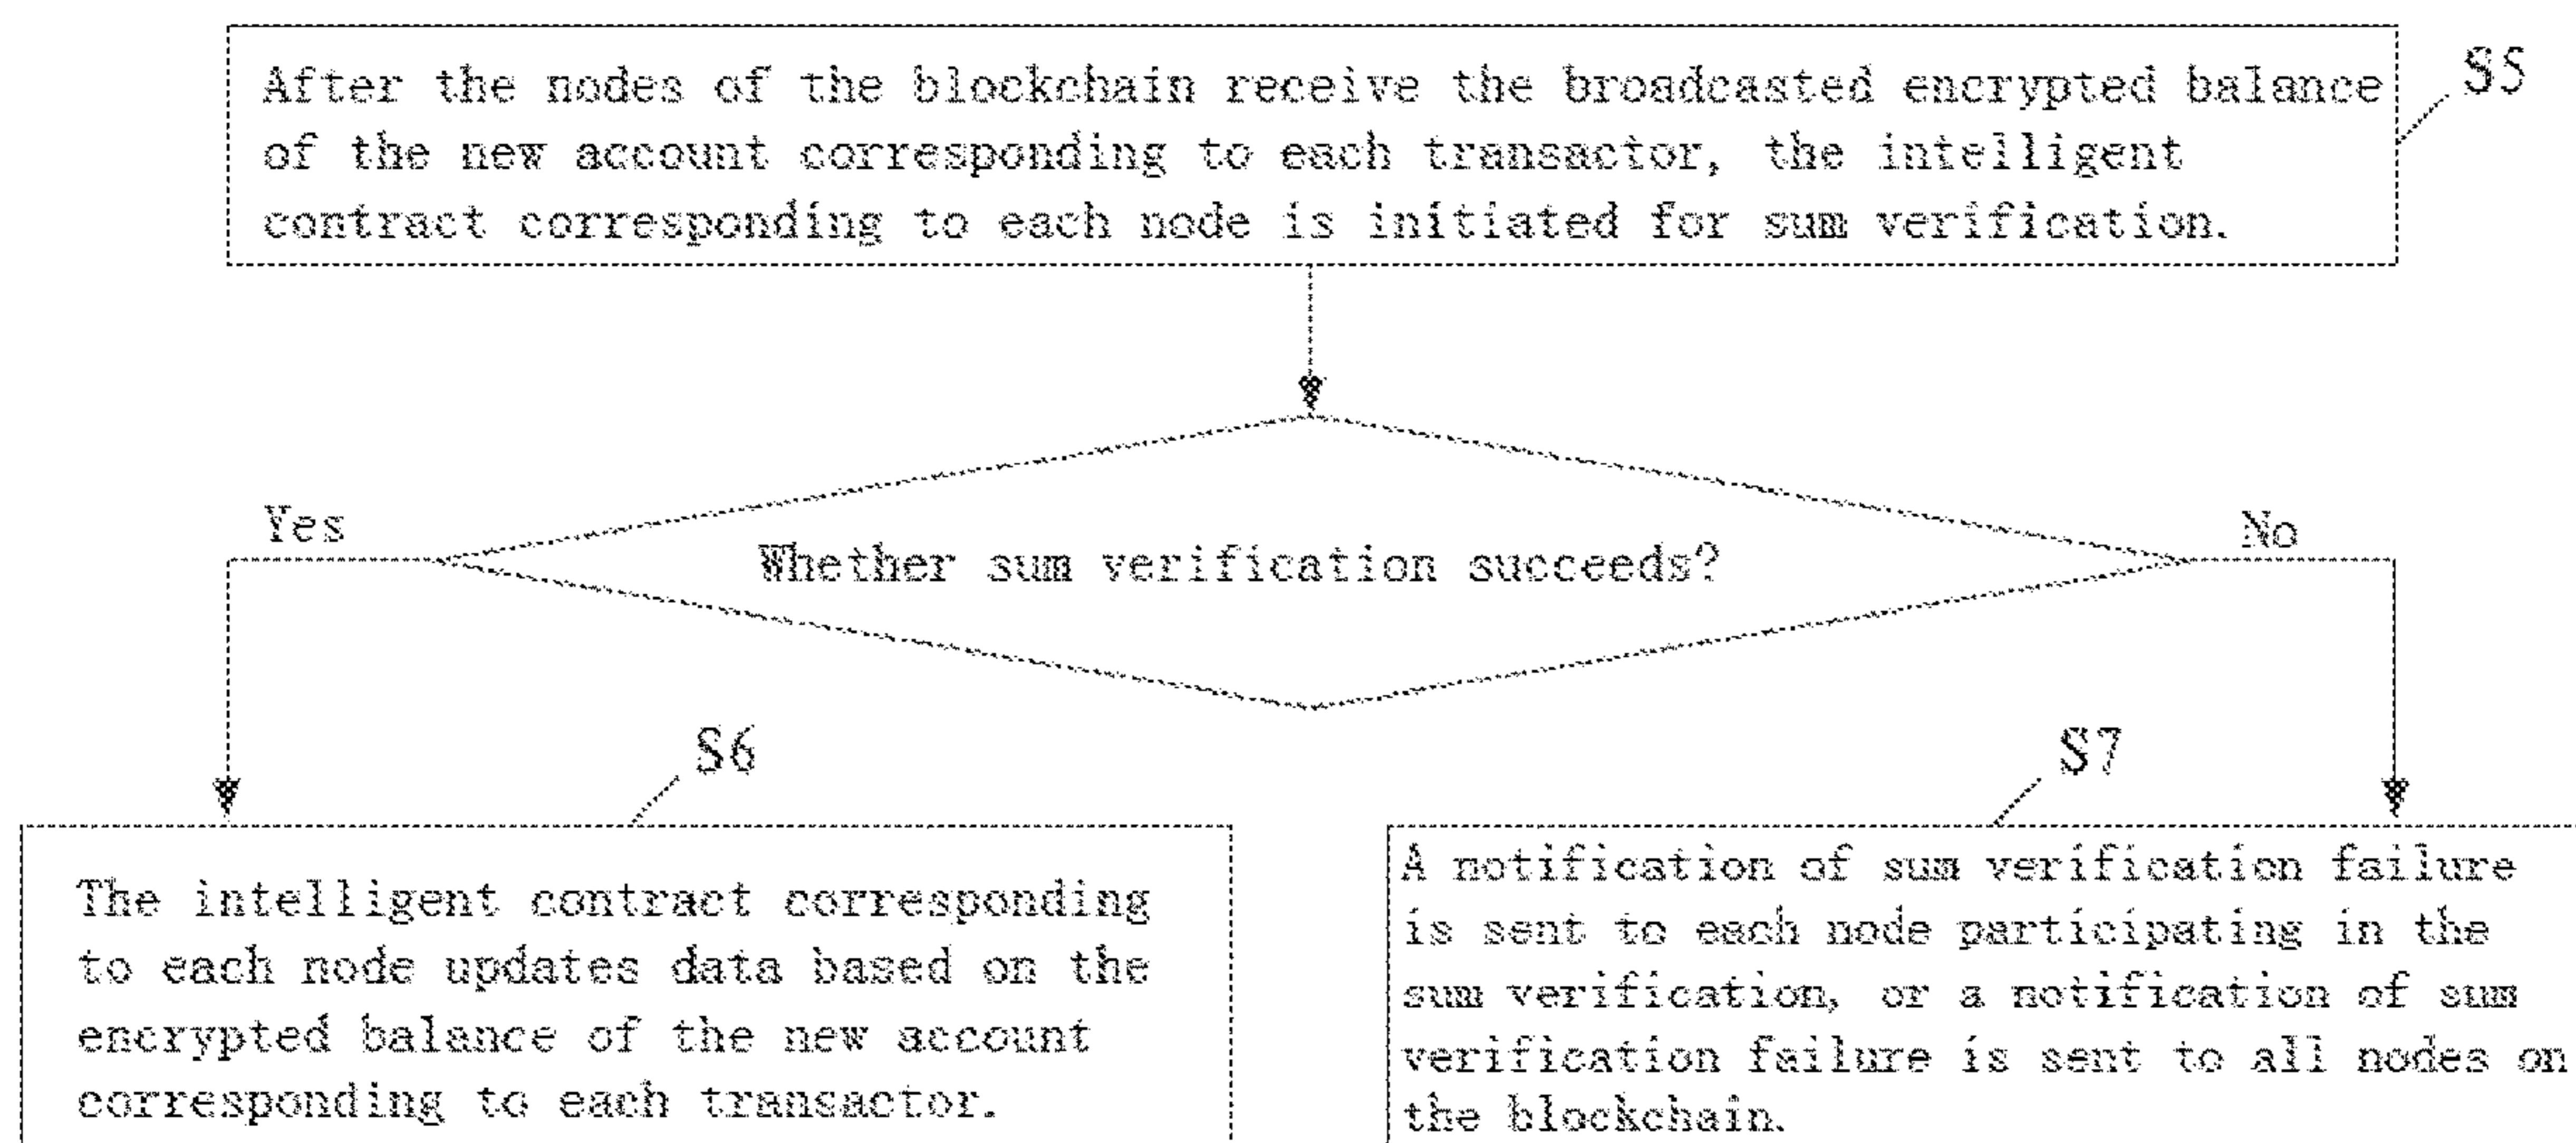 After the nodes of the blockchain receive the broadcasted encrypted balance
of the new account corresponding to each transactor, the intelligent
contract corresponding to each node is initiated for sum verification.
S5
Yes
No
Whether sum verification succeeds?
S6
S7
The intelligent contract corresponding
to each node updates data based on the
encrypted balance of the new account
corresponding to each transactor.
A notification of sum verification failure
is sent to each node participating in the
sum verification, or a notification of sum
verification failure is sent to all nodes on
the blockchain.